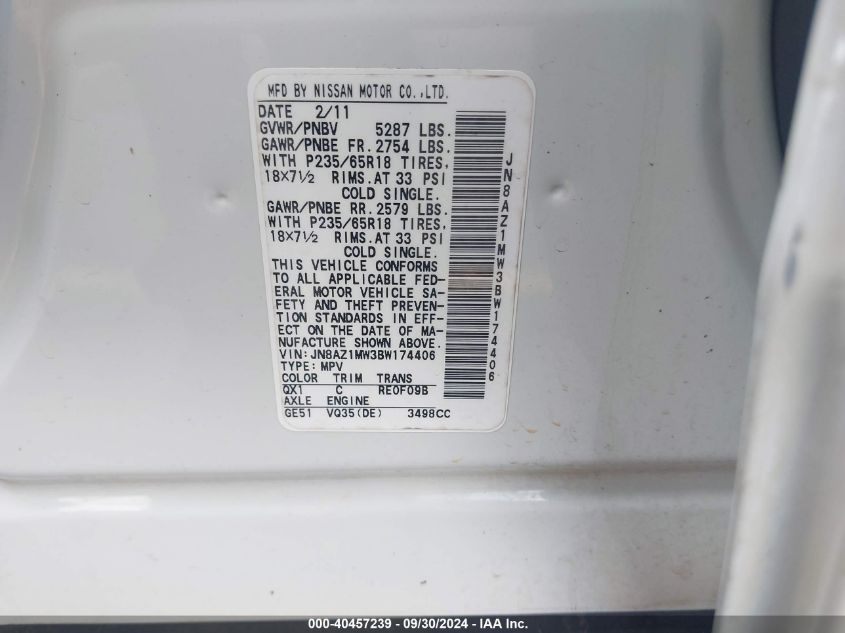 MFD BY NISSAN MOTOR CO.,LTD.
DATE 2/11
GVWR/PNBV 5287 LBS.
GAWR/PNBE FR. 2754 LBS.
WITH P235/65R18 TIRES,
18×7½ RIMS.AT 33 PSI
COLD SINGLE.
GAWR/PNBE RR. 2579 LBS.
WITH P235/65R18 TIRES,
18×7½ RIMS.AT 33 PSI
COLD SINGLE.
THIS VEHICLE CONFORMS
TO ALL APPLICABLE FED-
ERAL MOTOR VEHICLE SA-
FETY AND THEFT PREVEN-
TION STANDARDS IN EFF-
ECT ON THE DATE OF MA-
NUFACTURE SHOWN ABOVE.
VIN:JN8AZ1MW3BW174406
TYPE:MPV
COLOR TRIM TRANS
QX1 C RE0F09B
AXLE ENGINE
GE51 VQ35(DE) 3498CC
JN8AZ1MW3BW174406
000-40457239 - 09/30/2024 - IAA Inc.